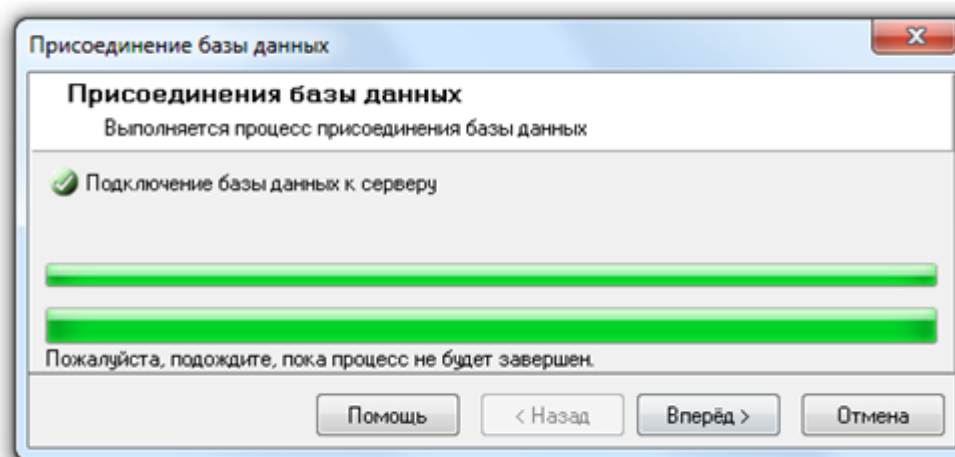 Присоединение базы данных
Присоединения базы данных
Выполняется процесс присоединения базы данных
Подключение базы данных к серверу
Пожалуйста, подождите, пока процесс не будет завершен.
Помощь < Назад Вперёд > Отмена